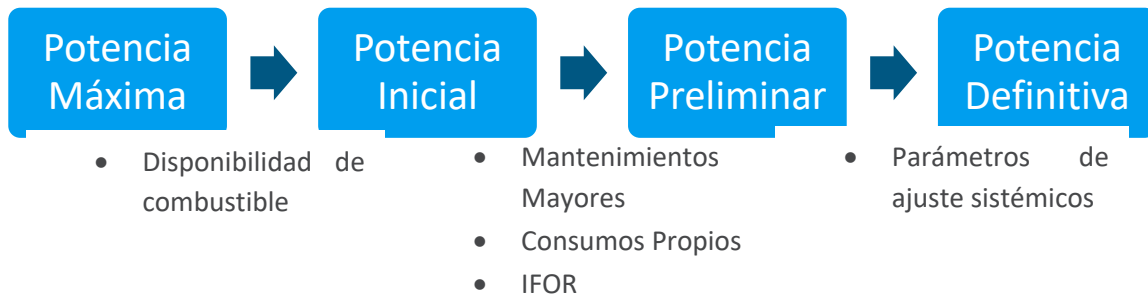 Potencia
Máxima
Potencia
Inicial
Potencia
Preliminar
Potencia
Definitiva
• Disponibilidad de
combustible
• Mantenimientos
Mayores
• Consumos Propios
• IFOR
• Parámetros de
ajuste sistémicos